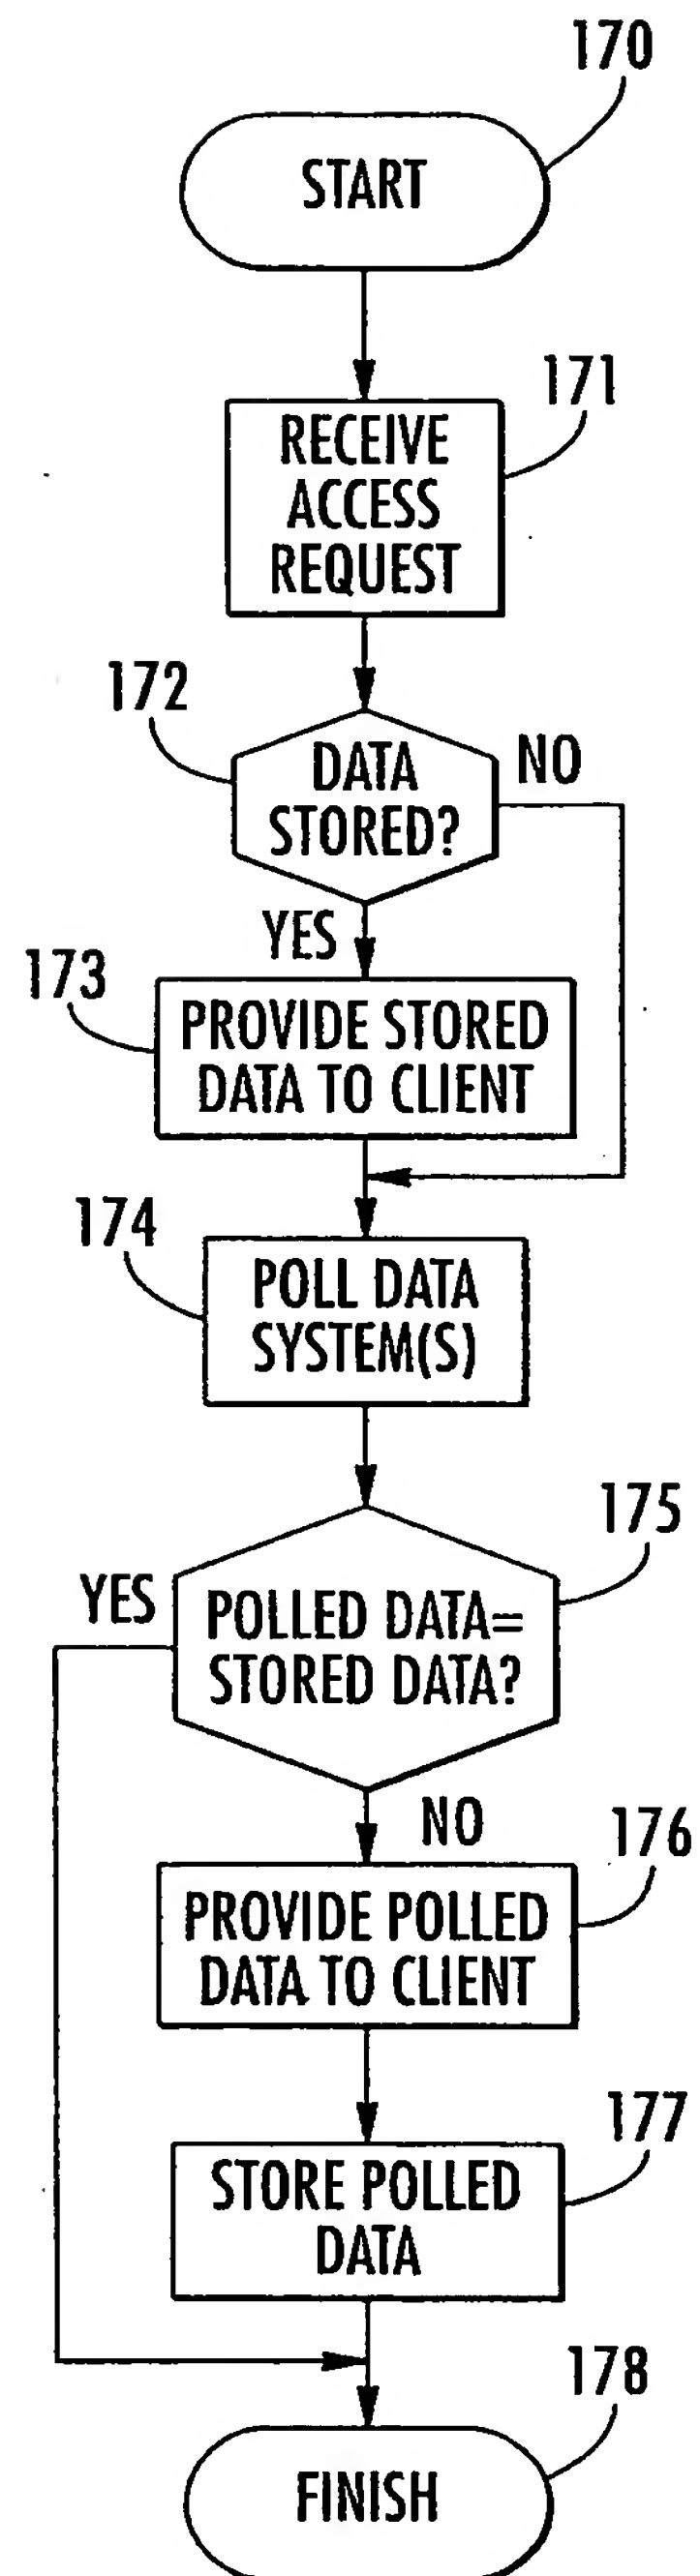 170
START
171
RECEIVE
ACCESS
REQUEST
172
DATA
STORED?
NO
YES
173
PROVIDE STORED
DATA TO CLIENT
174
POLL DATA
SYSTEM(S)
175
YES
POLLED DATA=
STORED DATA?
NO
176
PROVIDE POLLED
DATA TO CLIENT
177
STORE POLLED
DATA
178
FINISH